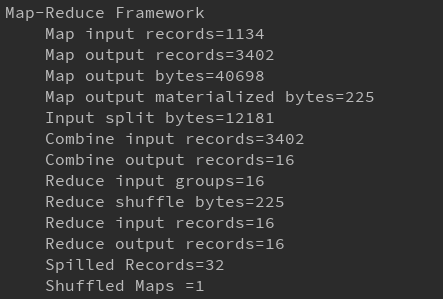 Map-Reduce Framework
Map input records=1134
Map output records=3402
Map output bytes=40698
Map output materialized bytes=225
Input split bytes=12181
Combine input records=3402
Combine output records=16
Reduce input groups=16
Reduce shuffle bytes=225
Reduce input records=16
Reduce output records=16
Spilled Records=32
Shuffled Maps =1